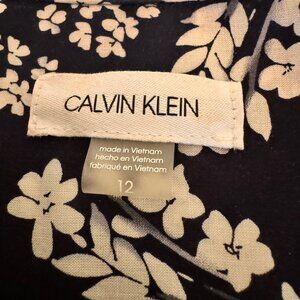 CALVIN KLEIN
made in Vietnam
hecho en Vietnam
fabriqué en Vietnam
12